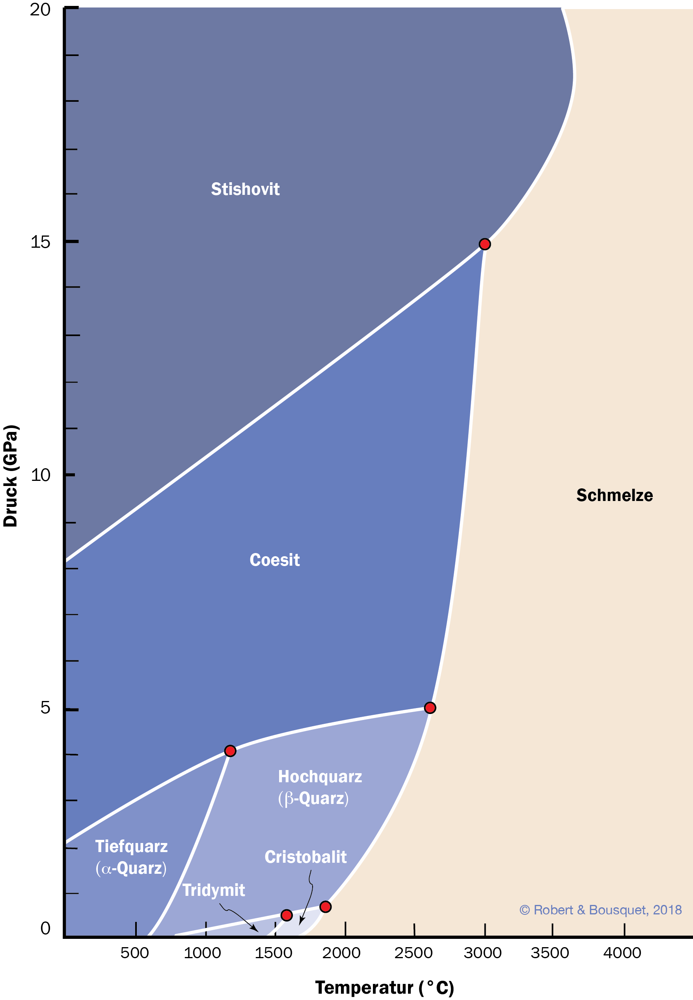 20
15
10
5
0
Druck (GPa)
Stishovit
Coesit
Schmelze
Hochquarz
(β-Quarz)
Tiefquarz
(α-Quarz)
Cristobalit
Tridymit
© Robert & Bousquet, 2018
500 1000 1500 2000 2500 3000 3500 4000
Temperatur (°C)